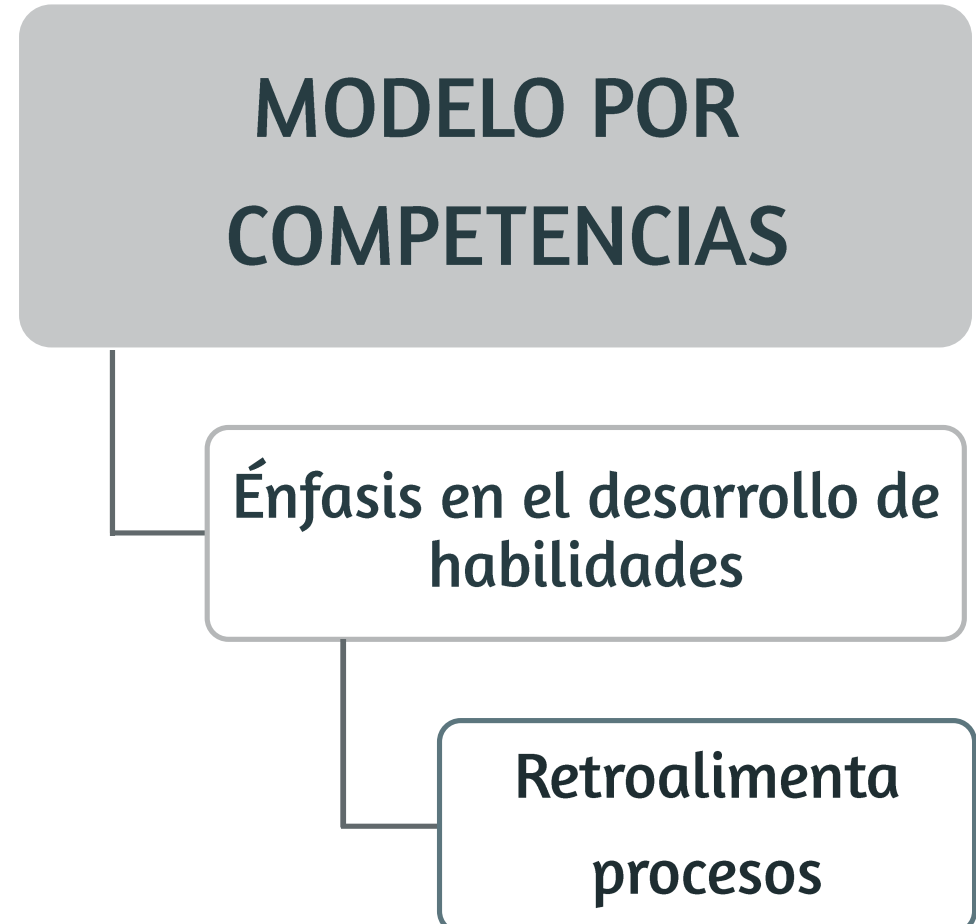 MODELO POR
COMPETENCIAS
Énfasis en el desarrollo de
habilidades
Retroalimenta
procesos